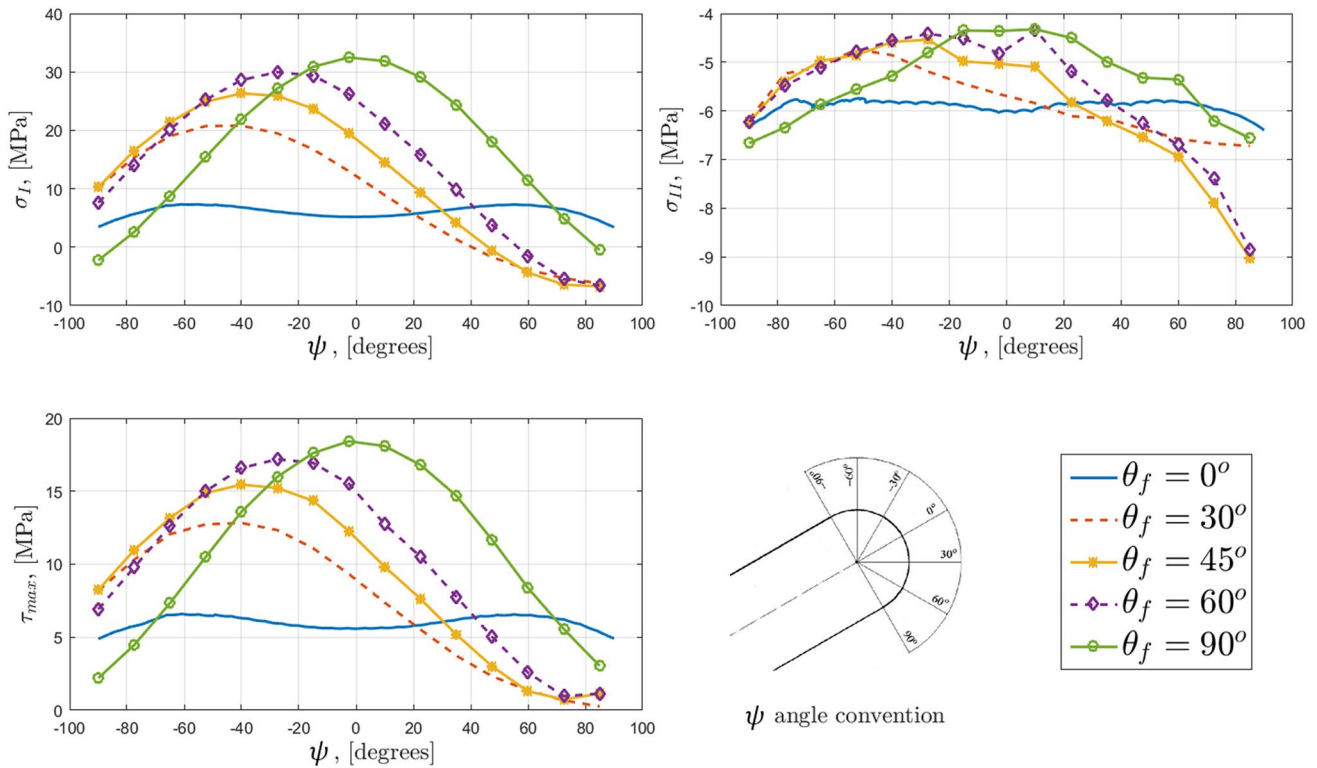 40
30
20
10
0
-10
-100 -80 -60 -40 -20 0 20 40 60 80 100
σI, [MPa]
ψ , [degrees]
-4
-5
-6
-7
-8
-9
-10
-100 -80 -60 -40 -20 0 20 40 60 80 100
σII, [MPa]
ψ , [degrees]
20
15
10
5
0
-100 -80 -60 -40 -20 0 20 40 60 80 100
τmax, [MPa]
ψ , [degrees]
-90°
-60°
-30°
0°
30°
60°
90°
ψ angle convention
θf = 0°
θf = 30°
θf = 45°
θf = 60°
θf = 90°